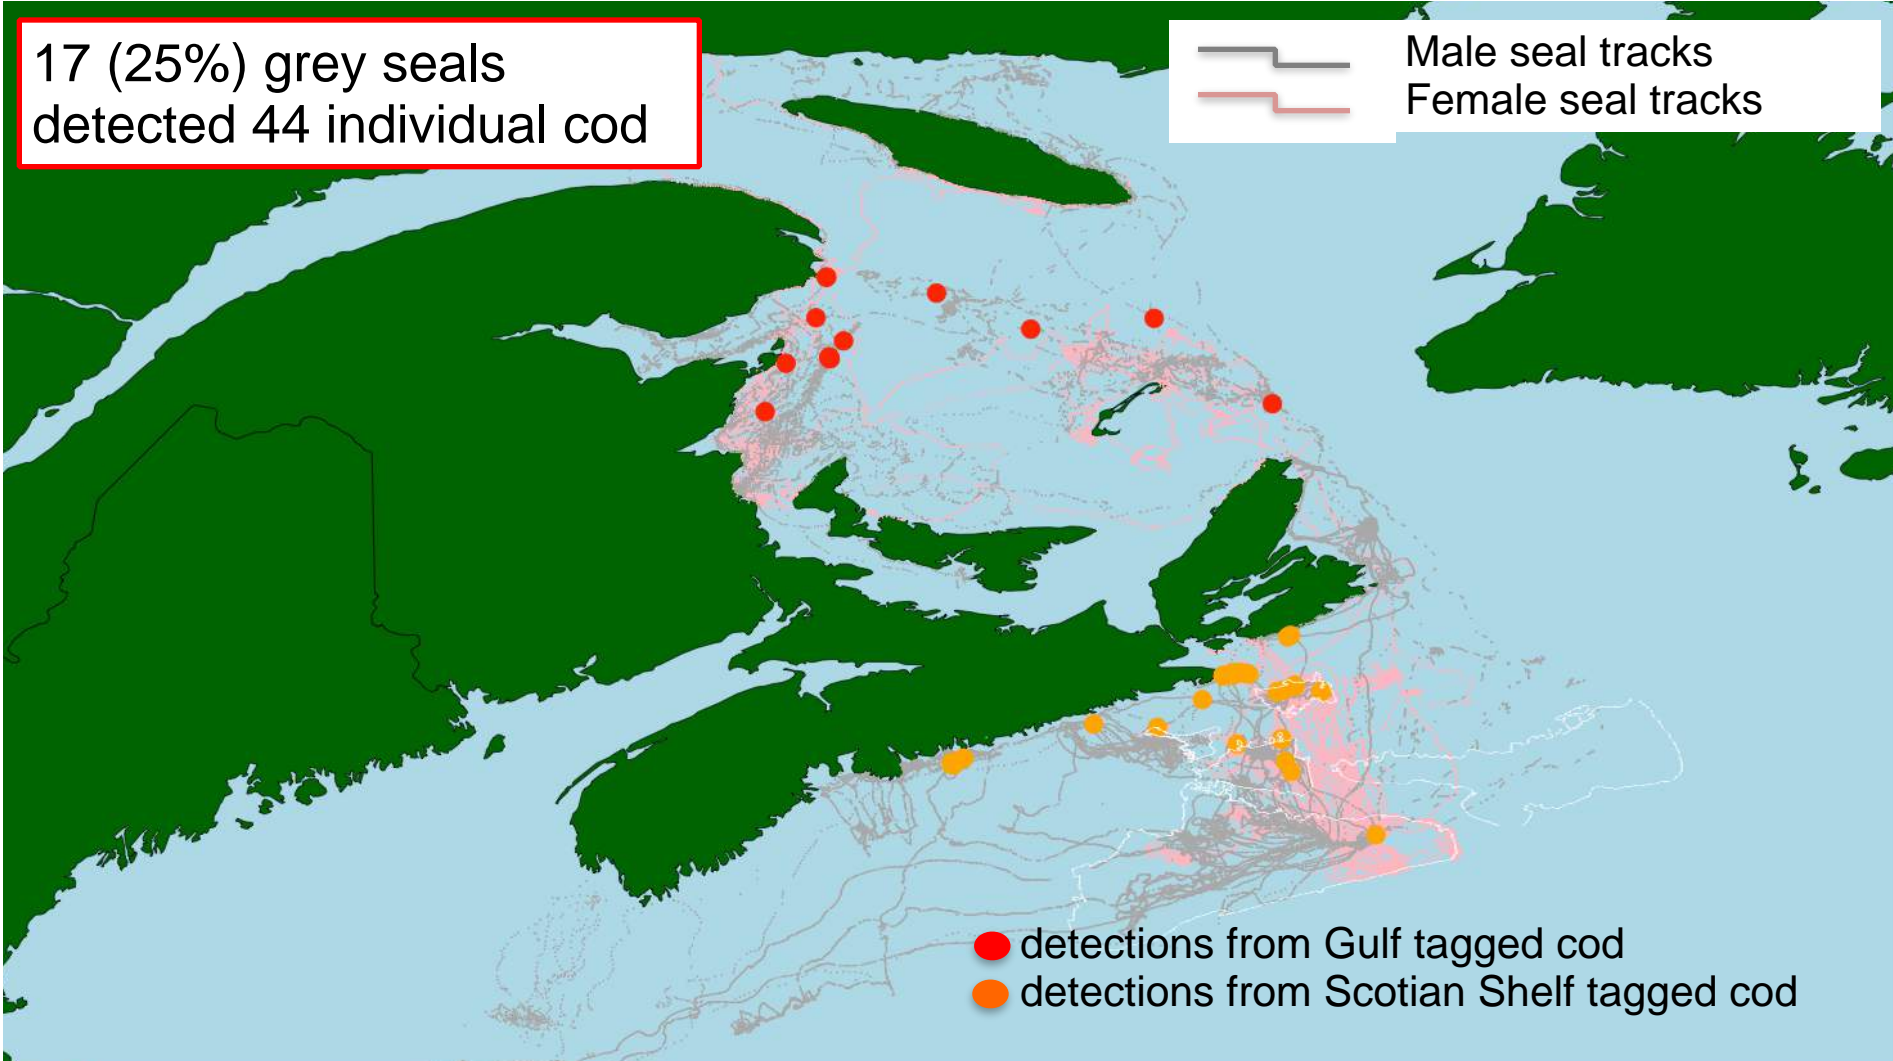 17 (25%) grey seals
detected 44 individual cod
Male seal tracks
Female seal tracks
detections from Gulf tagged cod
detections from Scotian Shelf tagged cod